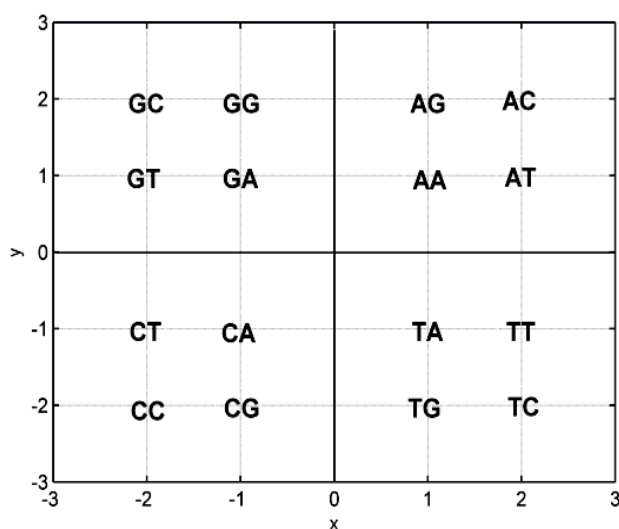 3
GC GG AG AC
2
GT GA AA AT
1
y 0
CT CA TA TT
-1
CC CG TG TC
-2
-3
-3 -2 -1 0 1 2 3
x